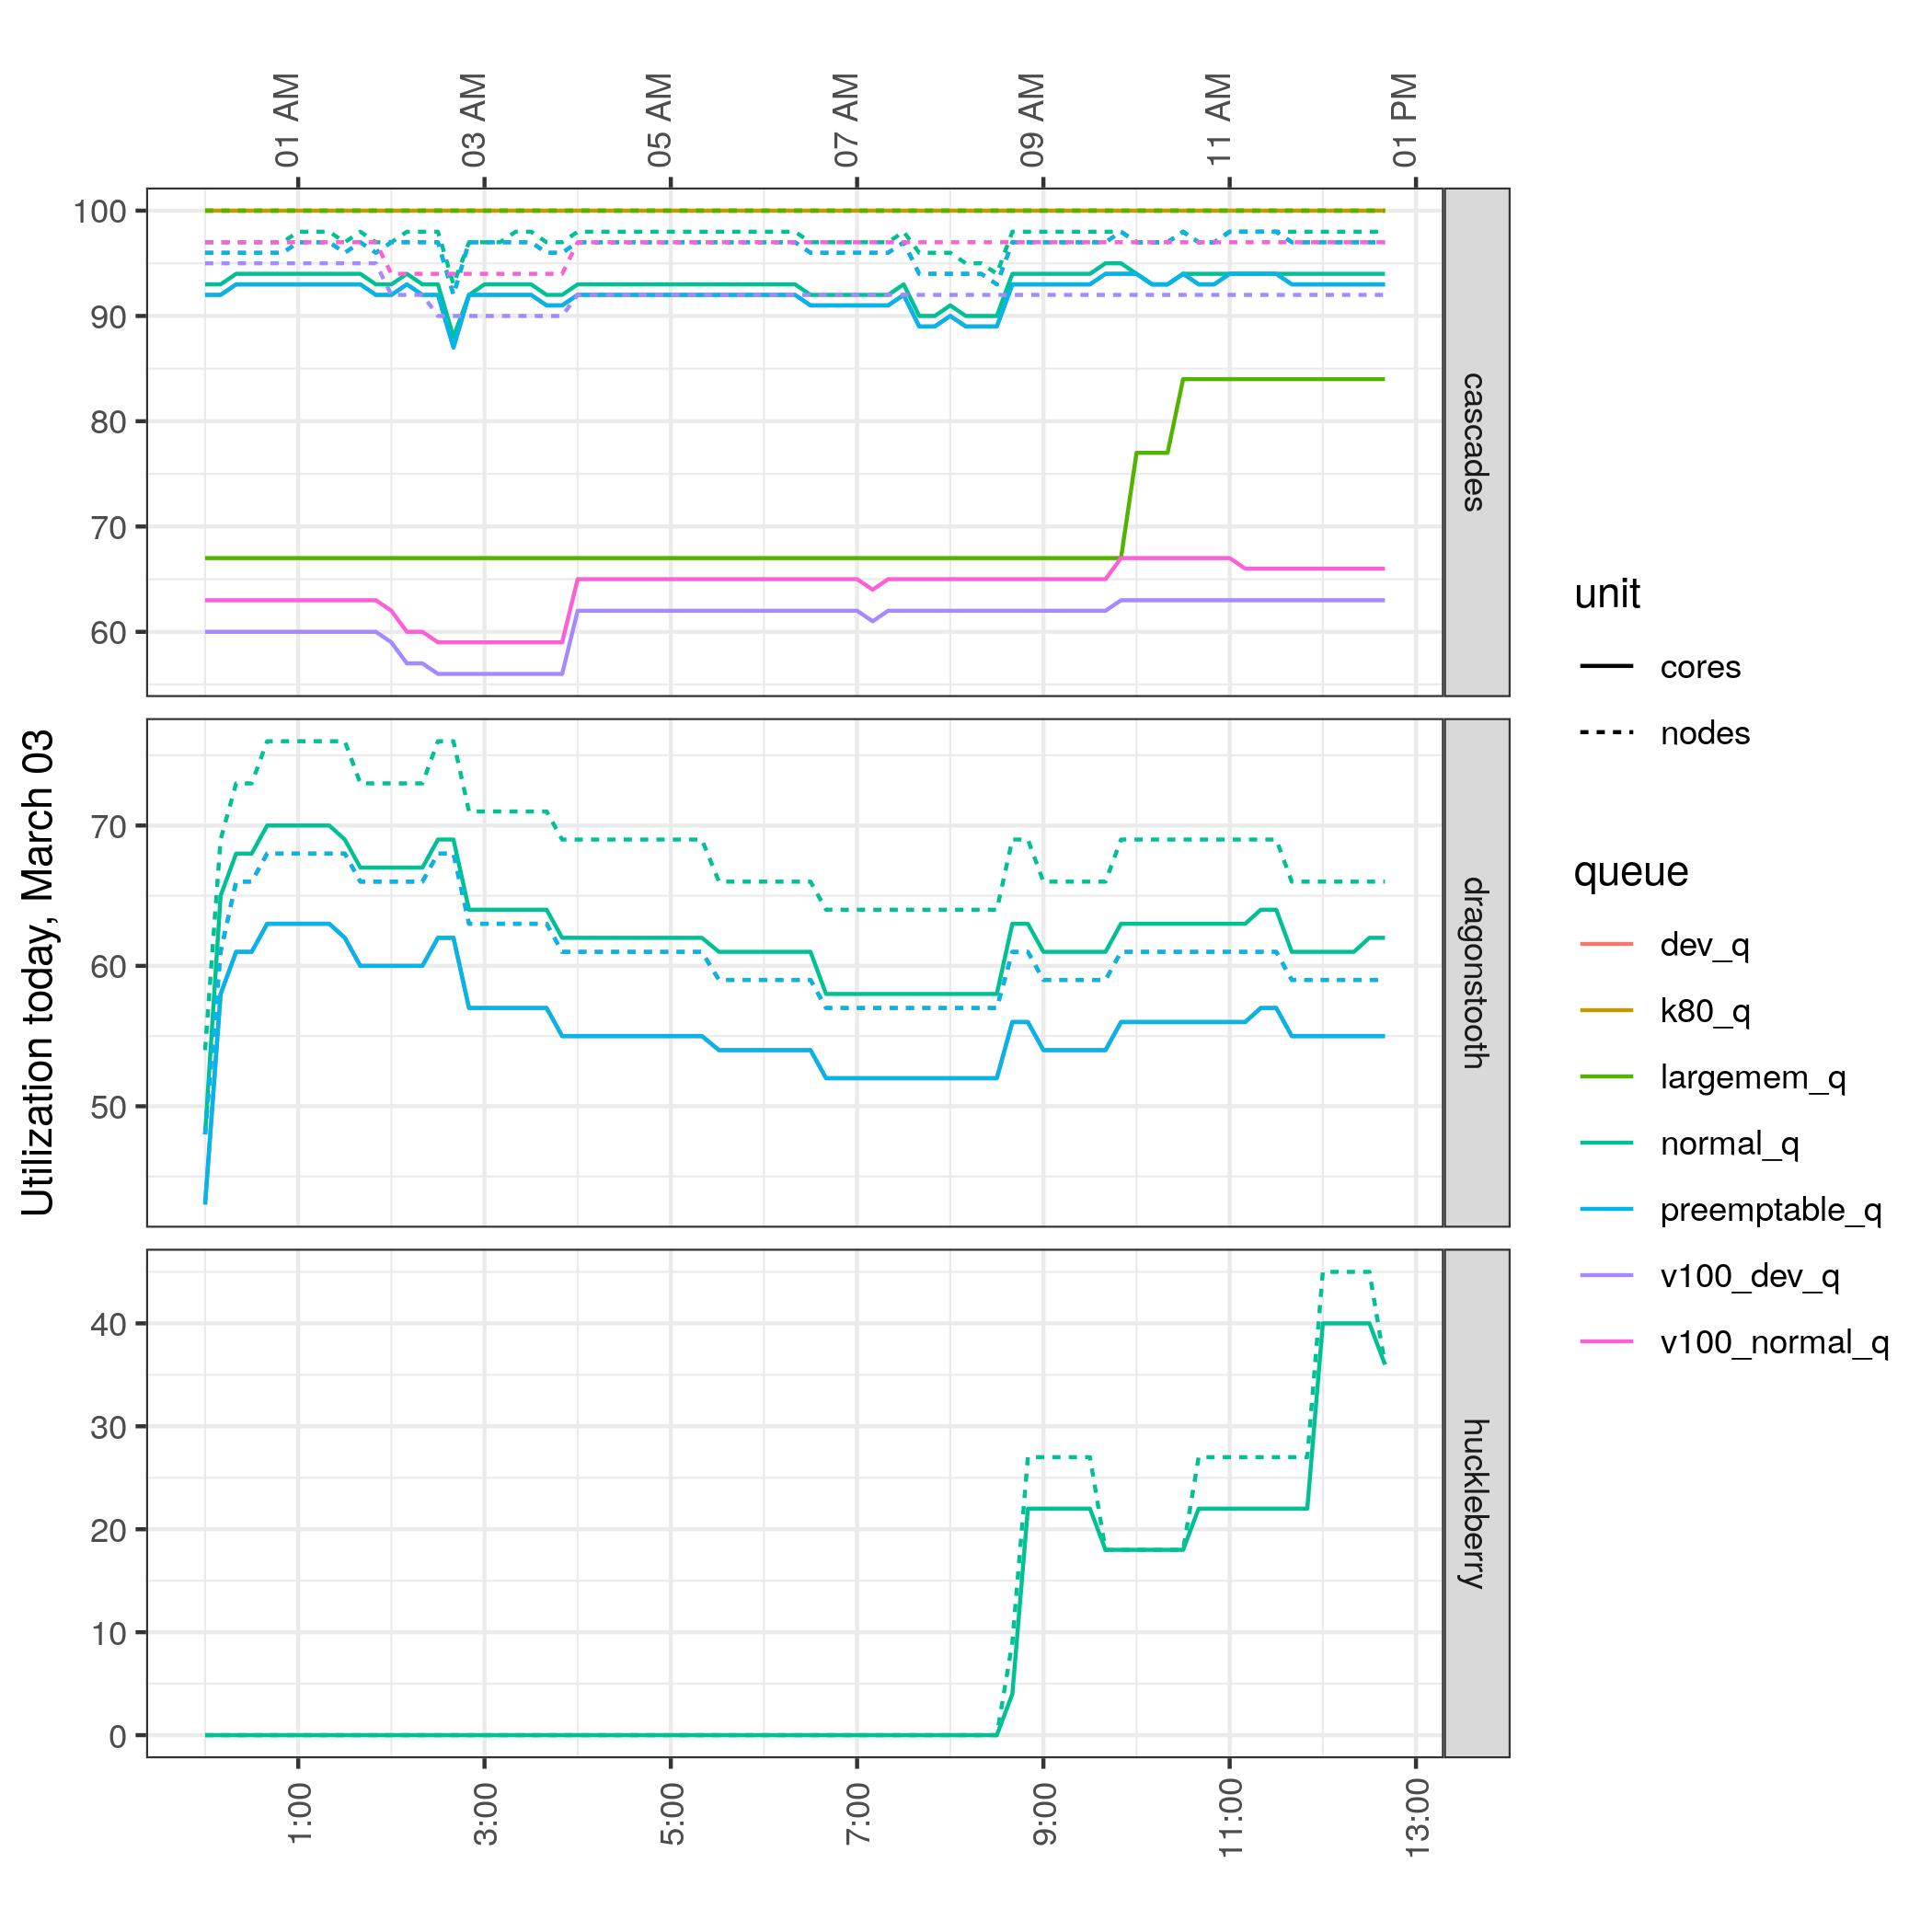 01 AM
03 AM
05 AM
07 AM
09 AM
11 AM
01 PM
Utilization today, March 03
100
90
80
70
60
cascades
70
60
50
dragonstooth
40
30
20
10
0
huckleberry
1:00
3:00
5:00
7:00
9:00
11:00
13:00
unit
cores
nodes
queue
dev_q
k80_q
largemem_q
normal_q
preemptable_q
v100_dev_q
v100_normal_q